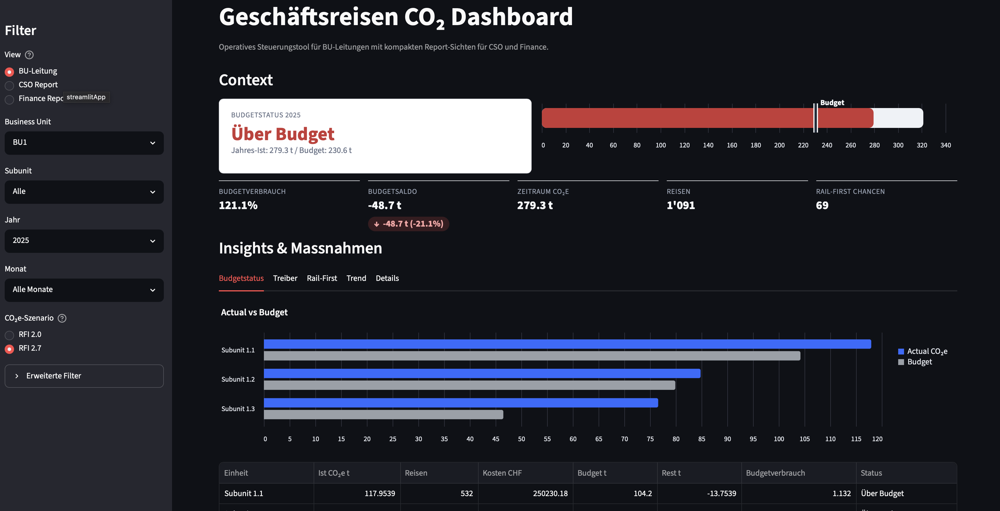 Filter
View
BU-Leitung
CSO Report
Finance Repo
streamlitApp
Business Unit
BU1
Subunit
Alle
Jahr
2025
Monat
Alle Monate
CO₂e-Szenario
RFI 2.0
RFI 2.7
Erweiterte Filter
Geschäftsreisen CO₂ Dashboard
Operatives Steuerungstool für BU-Leitungen mit kompakten Report-Sichten für CSO und Finance.
Context
BUDGETSTATUS 2025
Über Budget
Jahres-Ist: 279.3 t / Budget: 230.6 t
Budget
0 20 40 60 80 100 120 140 160 180 200 220 240 260 280 300 320 340
BUDGETVERBRAUCH
121.1%
BUDGETSALDO
-48.7 t
↓ -48.7 t (-21.1%)
ZEITRAUM CO₂E
279.3 t
REISEN
1'091
RAIL-FIRST CHANCEN
69
Insights & Massnahmen
Budgetstatus Treiber Rail-First Trend Details
Actual vs Budget
Subunit 1.1
Subunit 1.2
Subunit 1.3
0 5 10 15 20 25 30 35 40 45 50 55 60 65 70 75 80 85 90 95 100 105 110 115 120
Actual CO₂e
Budget
Einheit Ist CO₂e t Reisen Kosten CHF Budget t Rest t Budgetverbrauch Status
Subunit 1.1 117.9539 532 250230.18 104.2 -13.7539 1.132 Über Budget